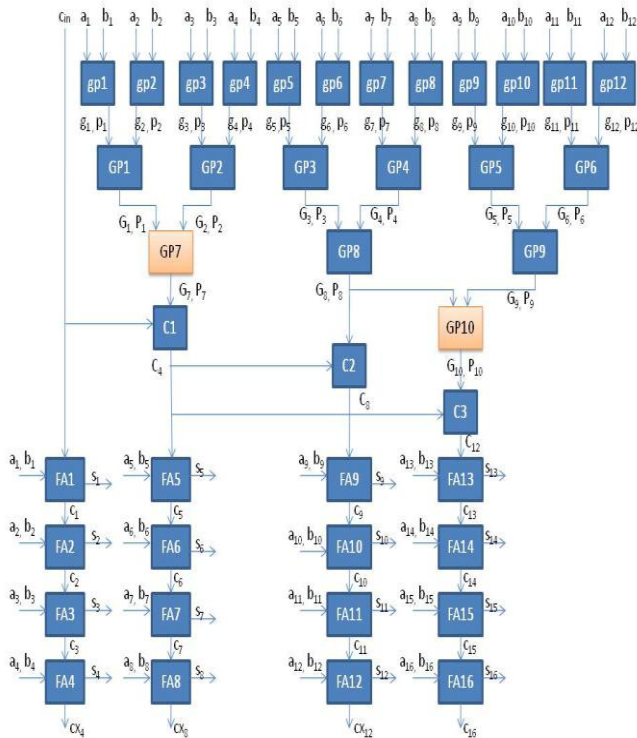 cin a₁ b₁ a₂ b₂ a₃ b₃ a₄ b₄ a₅ b₅ a₆ b₆ a₇ b₇ a₈ b₈ a₉ b₉ a₁₀ b₁₀ a₁₁ b₁₁ a₁₂ b₁₂
gp1 gp2 gp3 gp4 gp5 gp6 gp7 gp8 gp9 gp10 gp11 gp12
g₁, p₁ g₂, p₂ g₃, p₃ g₄, p₄ g₅, p₅ g₆, p₆ g₇, p₇ g₈, p₈ g₉, p₉ g₁₀, p₁₀ g₁₁, p₁₁ g₁₂, p₁₂
GP1 GP2 GP3 GP4 GP5 GP6
G₁, P₁ G₂, P₂ G₃, P₃ G₄, P₄ G₅, P₅ G₆, P₆
GP7 GP8 GP9
G₇, P₇ G₈, P₈ G₉, P₉
C1 GP10
C₄ C2 G₁₀, P₁₀
C₈ C3
C₁₂
a₁, b₁ FA1 s₁ a₅, b₅ FA5 s₅ a₉, b₉ FA9 s₉ a₁₃, b₁₃ FA13 s₁₃
c₁ c₅ c₉ c₁₃
a₂, b₂ FA2 s₂ a₆, b₆ FA6 s₆ a₁₀, b₁₀ FA10 s₁₀ a₁₄, b₁₄ FA14 s₁₄
c₂ c₆ c₁₀ c₁₄
a₃, b₃ FA3 s₃ a₇, b₇ FA7 s₇ a₁₁, b₁₁ FA11 s₁₁ a₁₅, b₁₅ FA15 s₁₅
c₃ c₇ c₁₁ c₁₅
a₄, b₄ FA4 s₄ a₈, b₈ FA8 s₈ a₁₂, b₁₂ FA12 s₁₂ a₁₆, b₁₆ FA16 s₁₆
cx₄ cx₈ cx₁₂ c₁₆